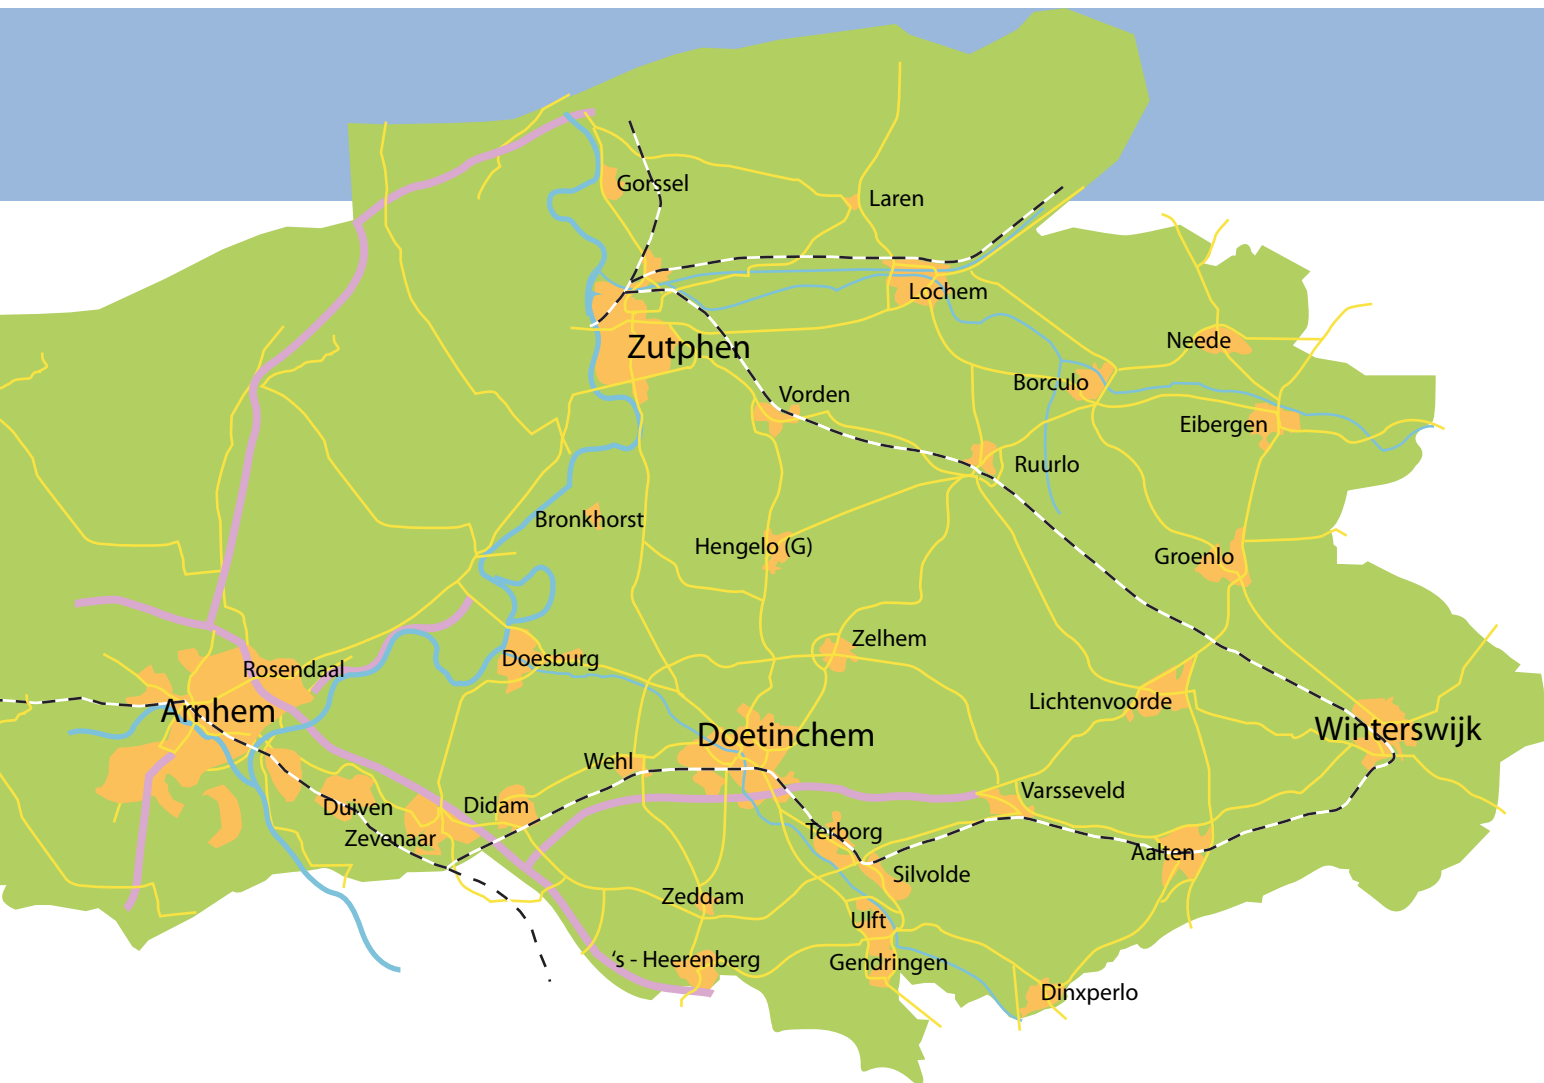 Gorssel
Laren
Lochem
Neede
Zutphen
Borculo
Vorden
Eibergen
Ruurlo
Bronkhorst
Hengelo (G)
Groenlo
Zelhem
Doesburg
Rosendaal
Lichtenvoorde
Arnhem
Winterswijk
Doetinchem
Wehl
Varsseveld
Didam
Duiven
Terborg
Zevenaar
Aalten
Silvolde
Zeddam
Ulft
's - Heerenberg
Gendringen
Dinxperlo